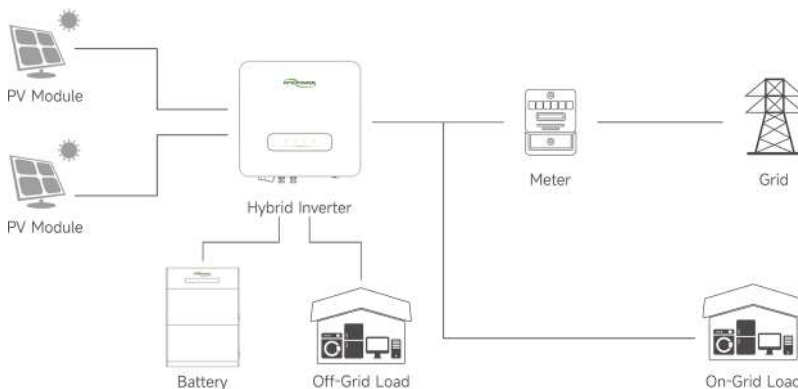 PV Module
PV Module
Hybrid Inverter
Meter
Grid
Battery
Off-Grid Load
On-Grid Load